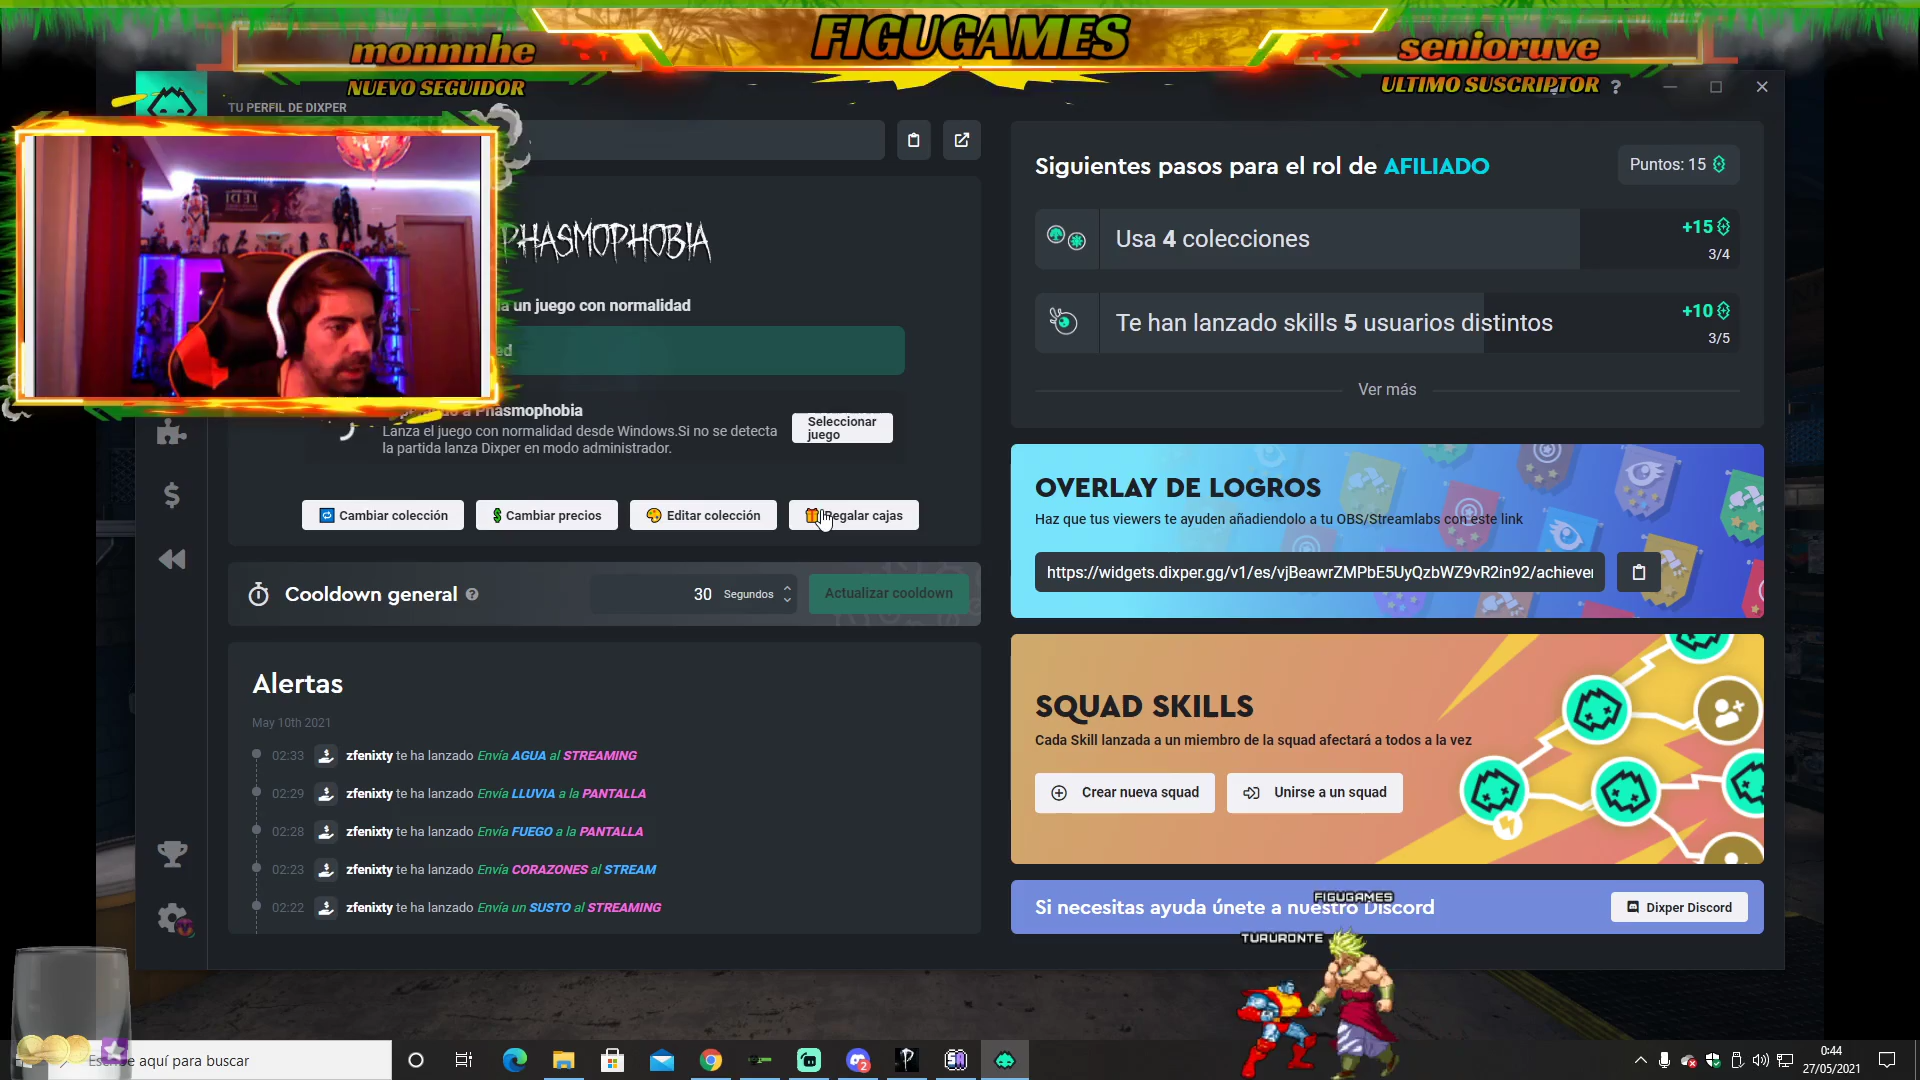 FIGUGAMES
monnnhe
NUEVO SEGUIDOR
senioruve
ULTIMO SUSCRIPTOR
?
TU PERFIL DE DIXPER
PHASMOPHOBIA
un juego con normalidad
ed
Phasmophobia
Lanza el juego con normalidad desde Windows.Si no se detecta
la partida lanza Dixper en modo administrador.
Seleccionar
juego
Cambiar colección
Cambiar precios
Editar colección
Regalar cajas
Cooldown general
30
Segundos
Actualizar cooldown
Alertas
May 10th 2021
02:33 zfenixty te ha lanzado Envía AGUA al STREAMING
02:29 zfenixty te ha lanzado Envía LLUVIA a la PANTALLA
02:28 zfenixty te ha lanzado Envía FUEGO a la PANTALLA
02:23 zfenixty te ha lanzado Envía CORAZONES al STREAM
02:22 zfenixty te ha lanzado Envía un SUSTO al STREAMING
Siguientes pasos para el rol de AFILIADO
Puntos: 15
Usa 4 colecciones
+15
3/4
Te han lanzado skills 5 usuarios distintos
+10
3/5
Ver más
OVERLAY DE LOGROS
Haz que tus viewers te ayuden añadiendolo a tu OBS/Streamlabs con este link
https://widgets.dixper.gg/v1/es/vjBeawrZMPbE5UyQzbWZ9vR2in92/achieve
SQUAD SKILLS
Cada Skill lanzada a un miembro de la squad afectará a todos a la vez
Crear nueva squad
Unirse a un squad
Si necesitas ayuda únete a nuestro Discord
Dixper Discord
FIGUGAMES
TURURONTE
aquí para buscar
2
0:44
27/05/2021